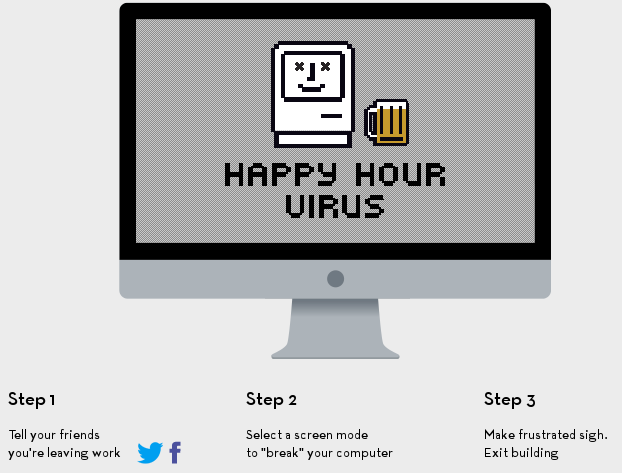 HAPPY HOUR
VIRUS
Step 1
Tell your friends
you're leaving work
Step 2
Select a screen mode
to "break" your computer
Step 3
Make frustrated sigh.
Exit building